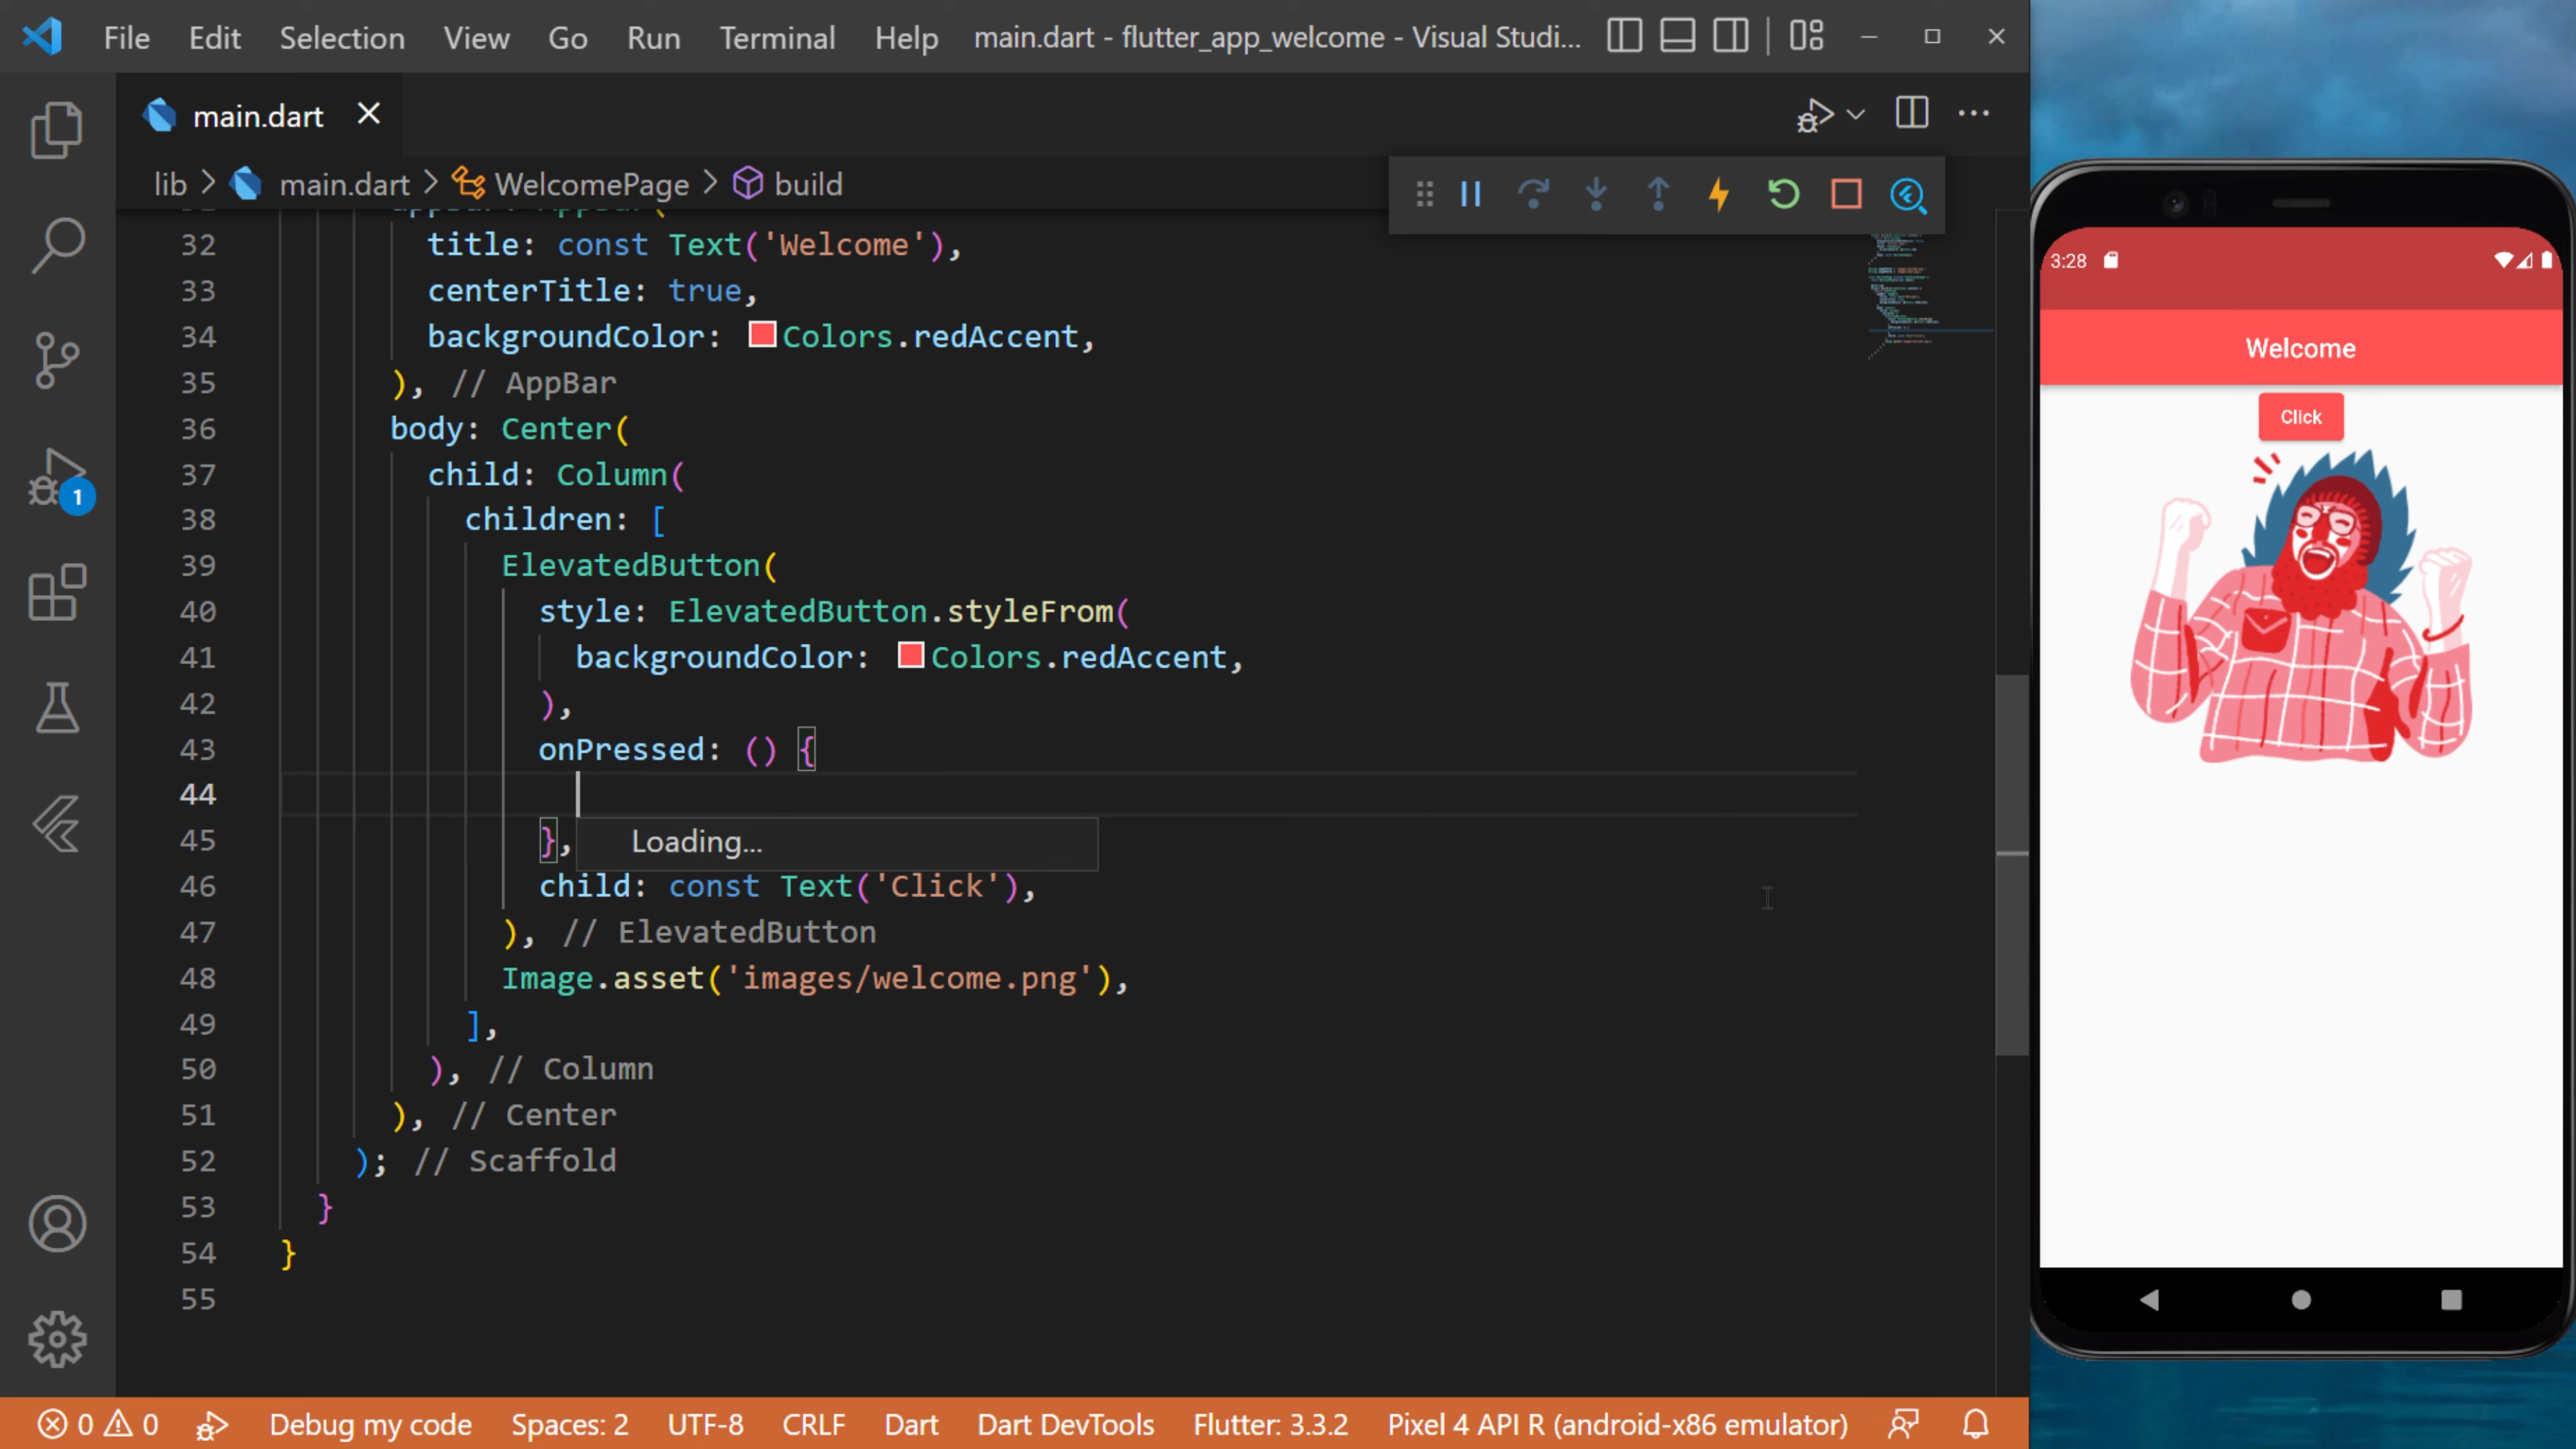 File Edit Selection View Go Run Terminal Help main.dart - flutter_app_welcome - Visual Studi...
main.dart
lib > main.dart > WelcomePage > build
32 title: const Text('Welcome'),
33 centerTitle: true,
34 backgroundColor: Colors.redAccent,
35 ), // AppBar
36 body: Center(
37 child: Column(
38 children: [
39 ElevatedButton(
40 style: ElevatedButton.styleFrom(
41 backgroundColor: Colors.redAccent,
42 ),
43 onPressed: () {
44
45 },
Loading...
46 child: const Text('Click'),
47 ), // ElevatedButton
48 Image.asset('images/welcome.png'),
49 ],
50 ), // Column
51 ), // Center
52 ); // Scaffold
53 }
54 }
55
1
0 0 Debug my code Spaces: 2 UTF-8 CRLF Dart Dart DevTools Flutter: 3.3.2 Pixel 4 API R (android-x86 emulator)
3:28
Welcome
Click